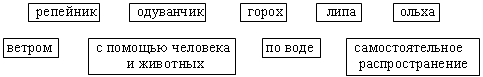 репейник одуванчик горох липа ольха
ветром с помощью человека и животных по воде самостоятельное распространение